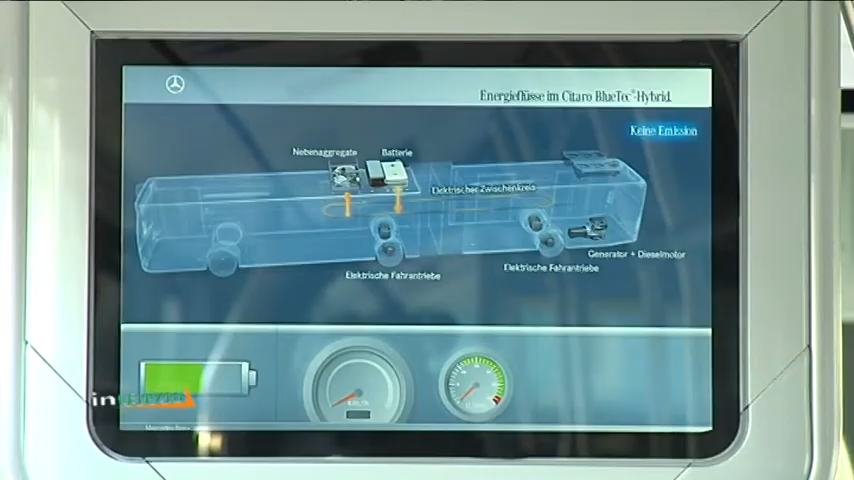 Energieflüsse im Citaro BlueTec®-Hybrid.
Keine Emission
Nebenaggregate
Batterie
Elektrischer Zwischenkreis
Generator + Dieselmotor
Elektrische Fahrantriebe
Elektrische Fahrantriebe